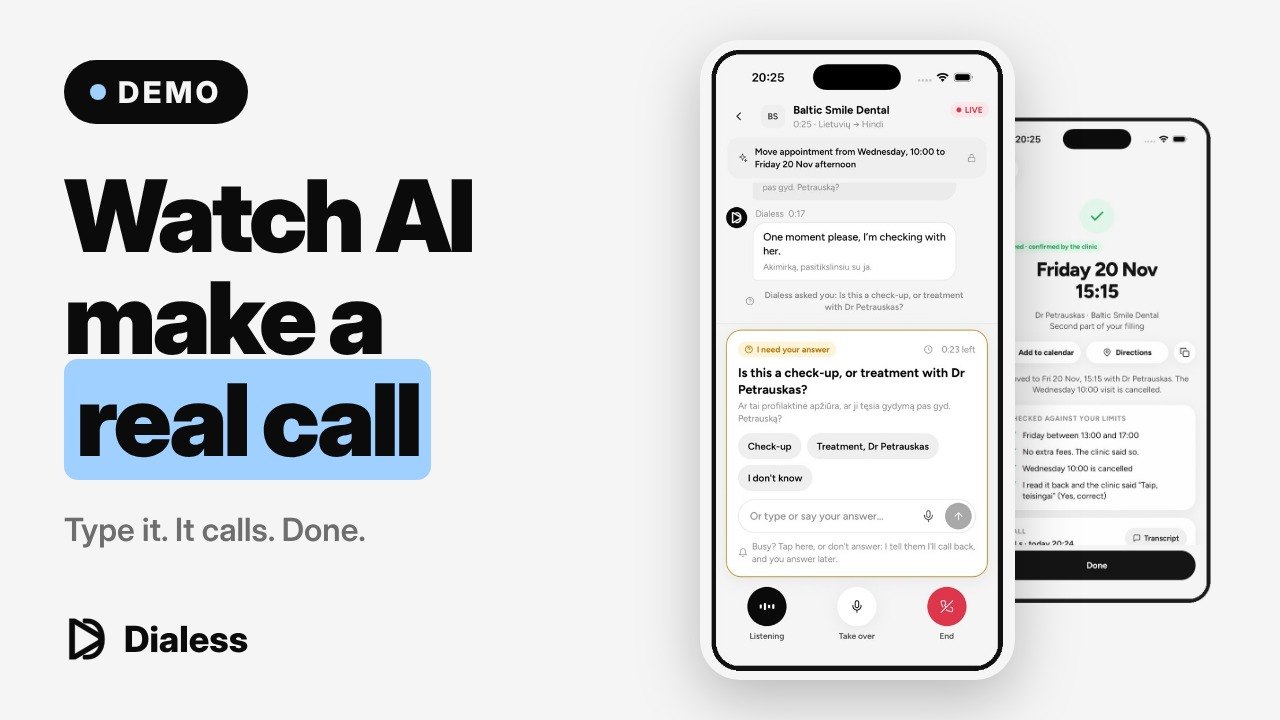 DEMO
Watch AI
make a
real call
Type it. It calls. Done.
Dialess
20:25
BS
Baltic Smile Dental
0:25 · Lietuvių → Hindi
LIVE
Move appointment from Wednesday, 10:00 to
Friday 20 Nov afternoon
pas gyd. Petrauską?
Dialess 0:17
One moment please, I'm checking with
her.
Akimirką, pasitikslinsiu su ja.
Dialess asked you: Is this a check-up, or treatment
with Dr Petrauskas?
I need your answer
0:23 left
Is this a check-up, or treatment with Dr
Petrauskas?
Ar tai profilaktinė apžiūra, ar ji tęsia gydymą pas gyd.
Petrauską?
Check-up
Treatment, Dr Petrauskas
I don't know
Or type or say your answer...
Busy? Tap here, or don't answer: I tell them I'll call back,
and you answer later.
Listening
Take over
End
20:25
confirmed by the clinic
Friday 20 Nov
15:15
Dr Petrauskas · Baltic Smile Dental
Second part of your filling
Add to calendar
Directions
to Fri 20 Nov, 15:15 with Dr Petrauskas. The
Wednesday 10:00 visit is cancelled.
AGAINST YOUR LIMITS
Friday between 13:00 and 17:00
No extra fees. The clinic said so.
Wednesday 10:00 is cancelled
I read it back and the clinic said "Taip,
teisingai" (Yes, correct)
today 20:24
Transcript
Done